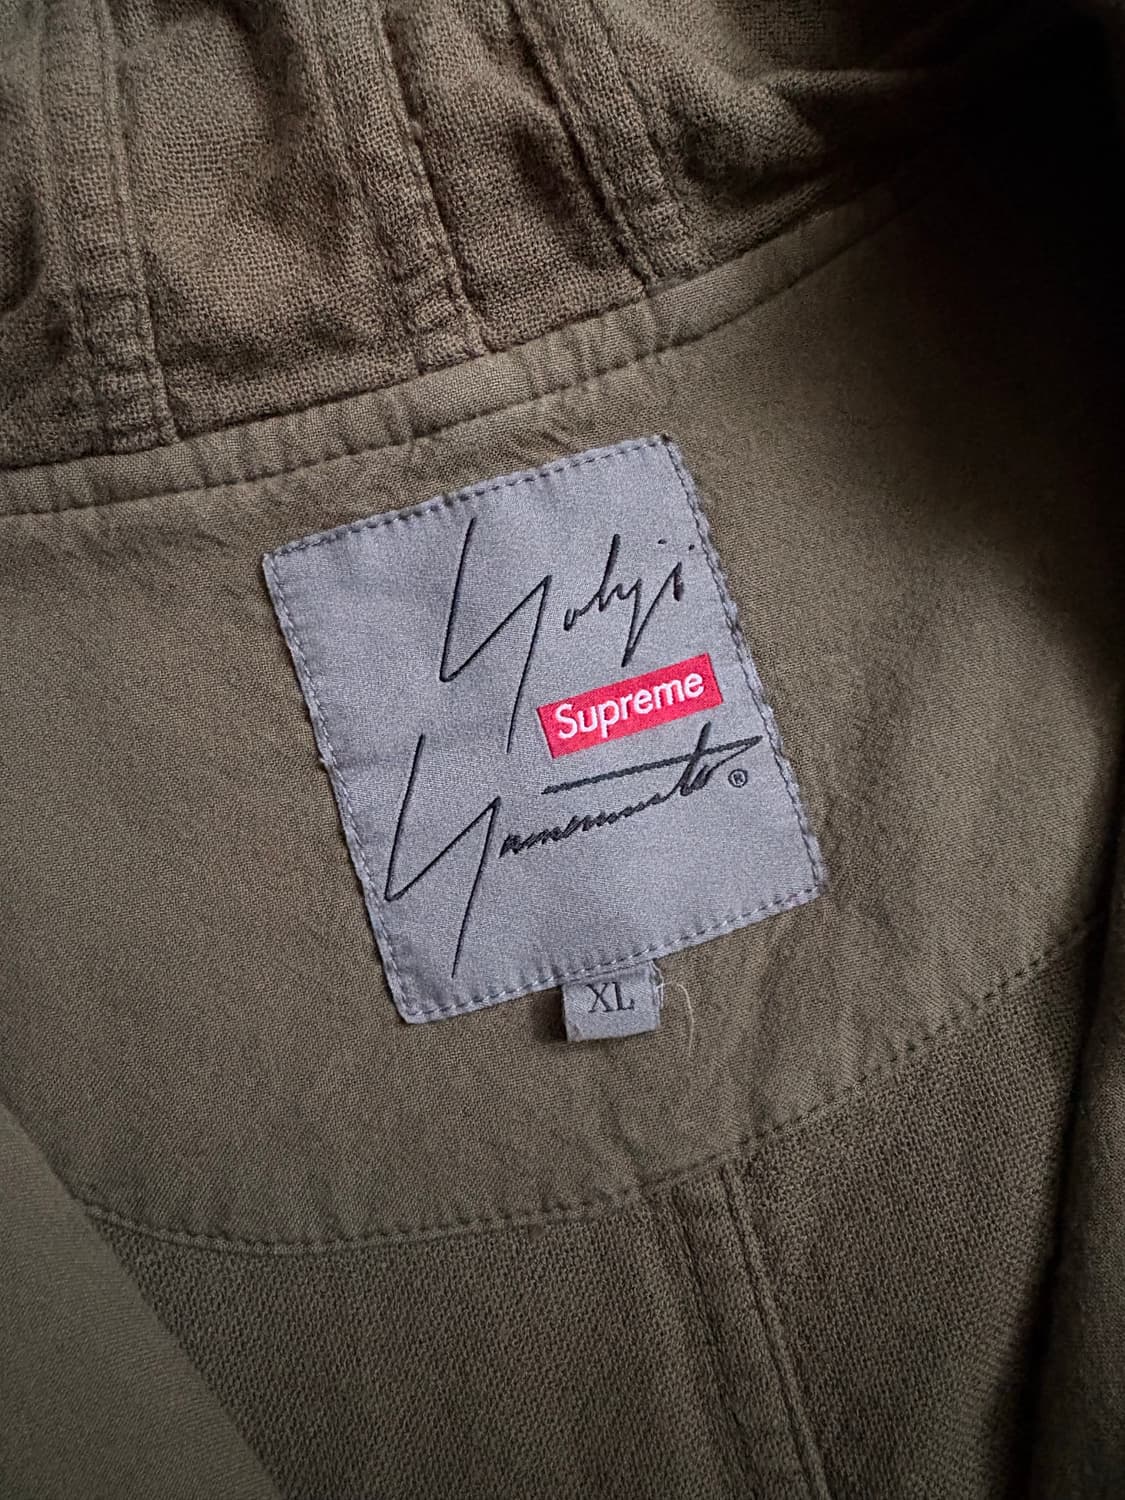 Yohji
Supreme
Yamamoto ®
XL